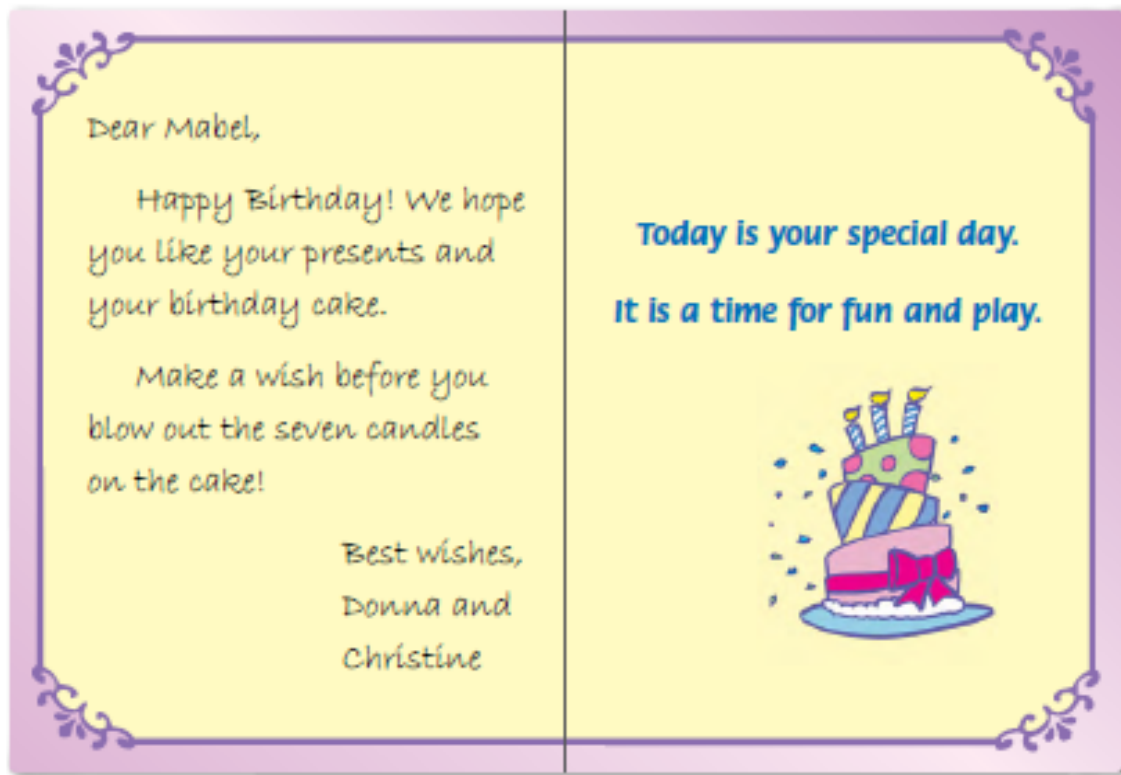 Dear Mabel,
Happy Birthday! We hope
you like your presents and
your birthday cake.
Make a wish before you
blow out the seven candles
on the cake!
Best wishes,
Donna and
Christine
Today is your special day.
It is a time for fun and play.